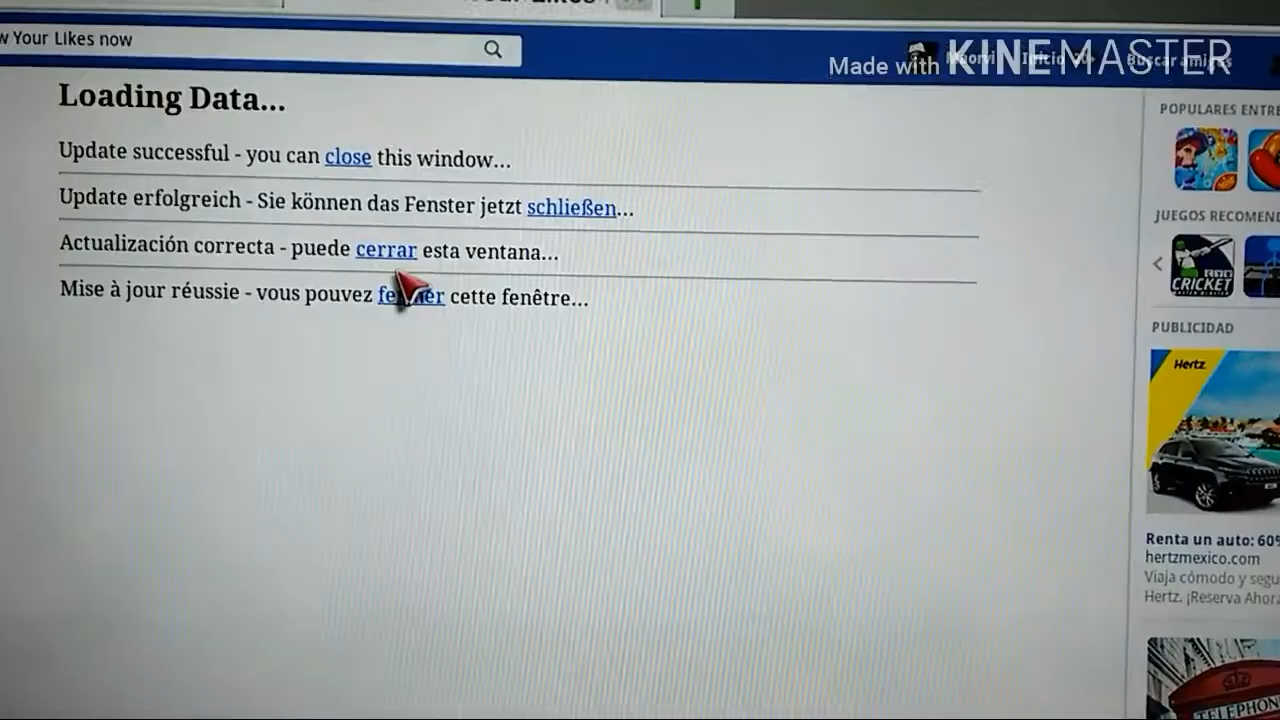 w Your Likes now
Made with KINEMASTER
Loading Data...
Update successful - you can close this window...
Update erfolgreich - Sie können das Fenster jetzt schließen...
Actualización correcta - puede cerrar esta ventana...
Mise à jour réussie - vous pouvez fermer cette fenêtre...
POPULARES ENTRE
JUEGOS RECOMEND
CRICKET
PUBLICIDAD
Hertz
Renta un auto: 60%
hertzmexico.com
Viaja cómodo y segu
Hertz. ¡Reserva Ahora
TELEPHON